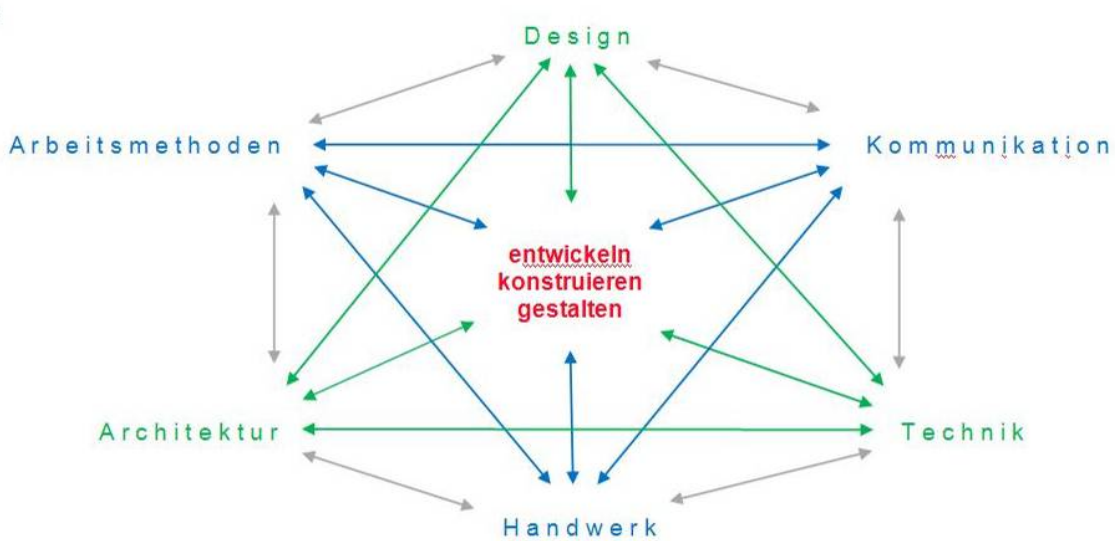 Design
Arbeitsmethoden
Kommunikation
entwickeln
konstruieren
gestalten
Architektur
Technik
Handwerk